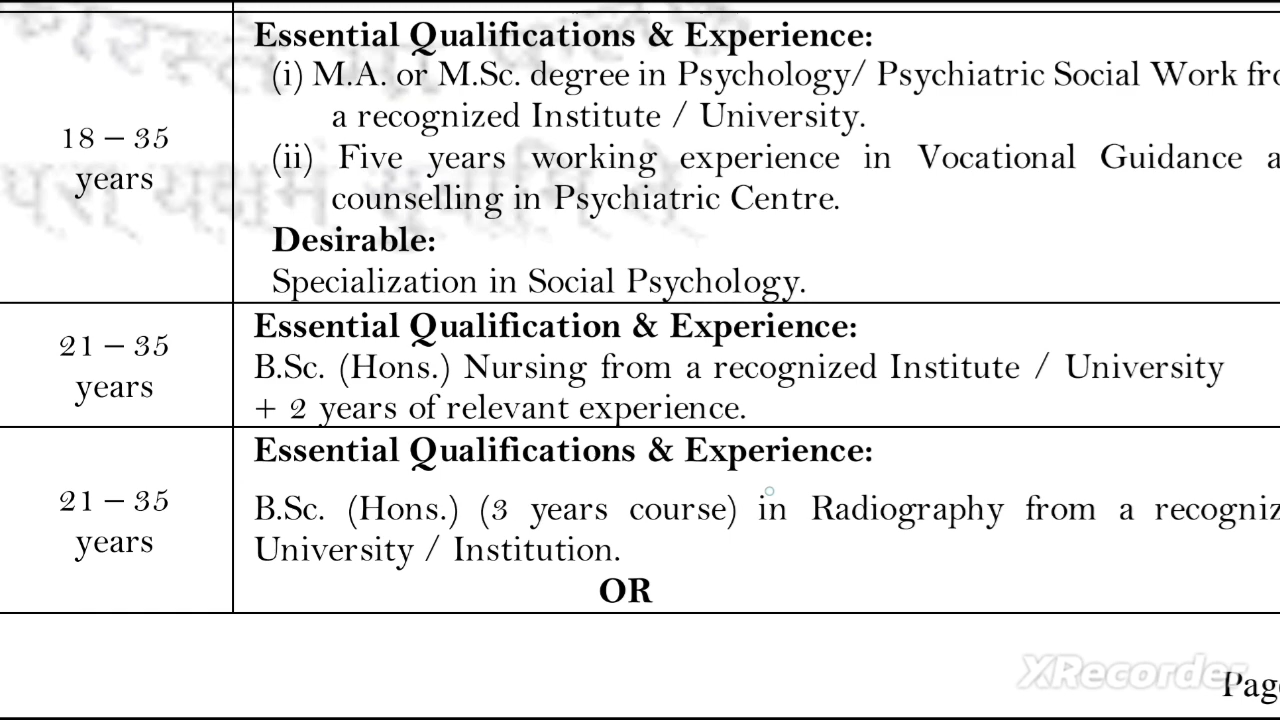 Essential Qualifications & Experience:
(i) M.A. or M.Sc. degree in Psychology/ Psychiatric Social Work
a recognized Institute / University.
18 – 35
years
(ii) Five years working experience in Vocational Guidance
counselling in Psychiatric Centre.
Desirable:
Specialization in Social Psychology.
21 – 35
years
Essential Qualification & Experience:
B.Sc. (Hons.) Nursing from a recognized Institute / University
+ 2 years of relevant experience.
21 – 35
years
Essential Qualifications & Experience:
B.Sc. (Hons.) (3 years course) in Radiography from a
University / Institution.
OR
XRecorder